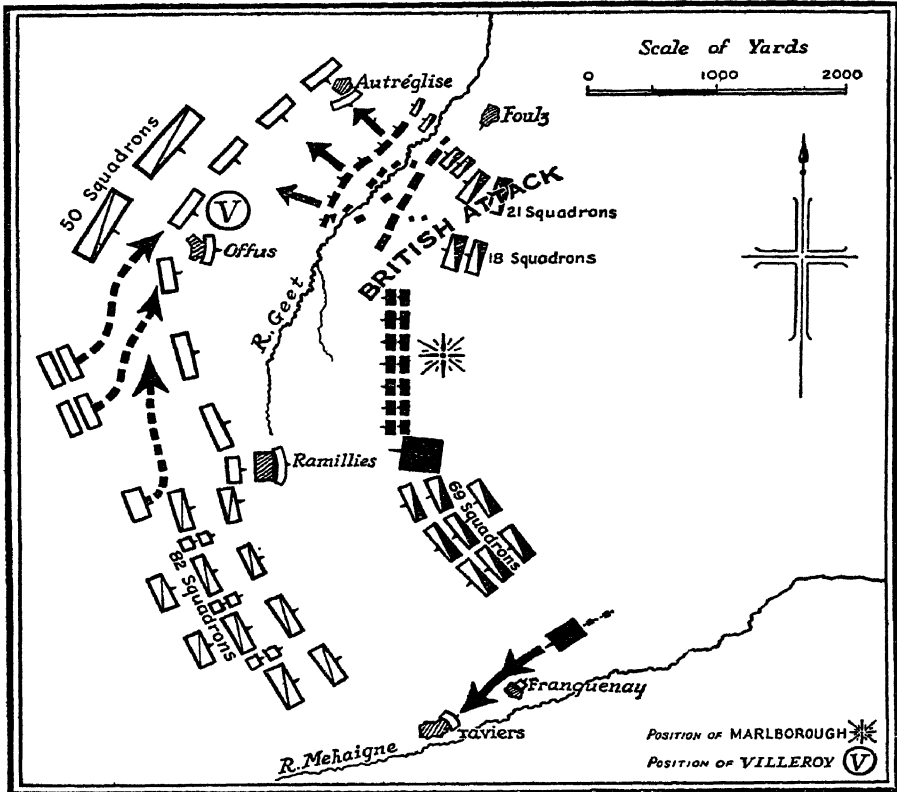 Scale of Yards
0 1000 2000
Autréglise
Foulz
50 Squadrons
V
Offus
BRITISH ATTACK
21 Squadrons
18 Squadrons
R. Geet
Ramillies
69 Squadrons
82 Squadrons
Franquenay
Taviers
R. Mehaigne
POSITION OF MARLBOROUGH
POSITION OF VILLEROY V